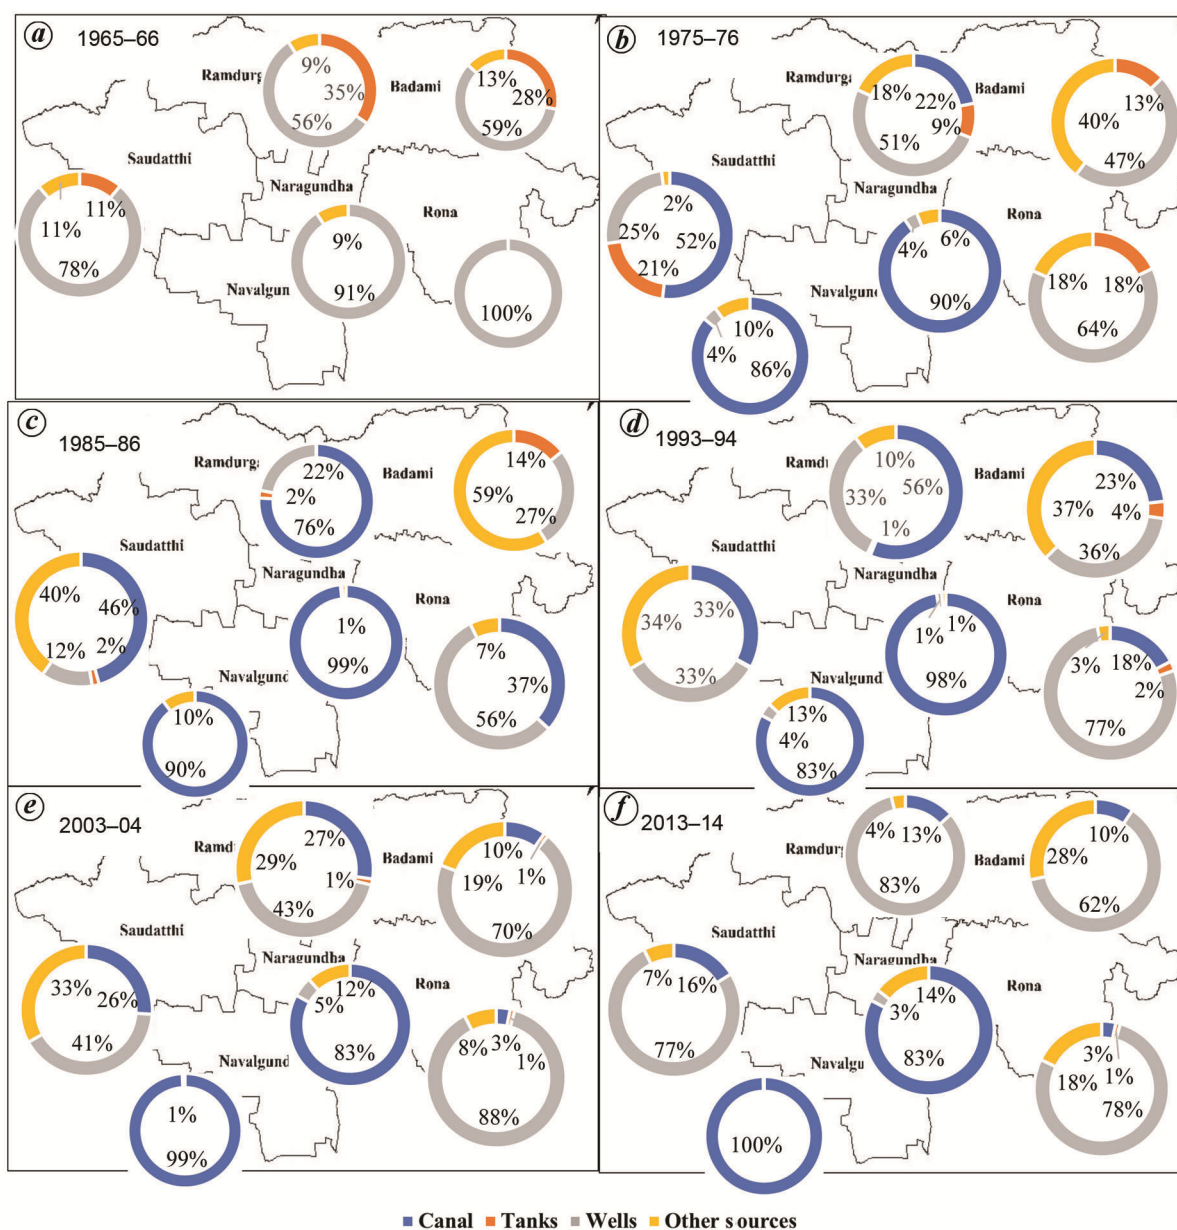 a 1965–66
Ramdurga
Badami
9%
35%
56%
13%
28%
59%
Saudatthi
Naragundha
Rona
11%
11%
78%
9%
91%
Navalgun
100%
b 1975–76
Ramdurga
Badami
18%
22%
9%
51%
13%
40%
47%
Saudatthi
Naragundha
Rona
2%
25%
52%
21%
4%
6%
90%
18%
18%
64%
Navalgun
10%
4%
86%
c 1985–86
Ramdurga
Badami
22%
2%
76%
14%
59%
27%
Saudatthi
Naragundha
Rona
40%
46%
12%
2%
1%
99%
7%
37%
56%
Navalgund
10%
90%
d 1993–94
Ramdu
Badami
10%
33%
56%
1%
23%
37%
4%
36%
Saudatthi
Naragundha
Rona
34%
33%
33%
1%
1%
98%
3%
18%
2%
77%
Navalgund
13%
4%
83%
e 2003–04
Ramdu
Badami
27%
29%
1%
43%
10%
19%
1%
70%
Saudatthi
Naragundha
Rona
33%
26%
41%
12%
5%
83%
8%
3%
1%
88%
Navalgund
1%
99%
f 2013–14
Ramdurg
Badami
4%
13%
83%
10%
28%
62%
Saudatthi
Naragundha
Rona
7%
16%
77%
14%
3%
83%
3%
18%
1%
78%
Navalgu
100%
Canal Tanks Wells Other sources